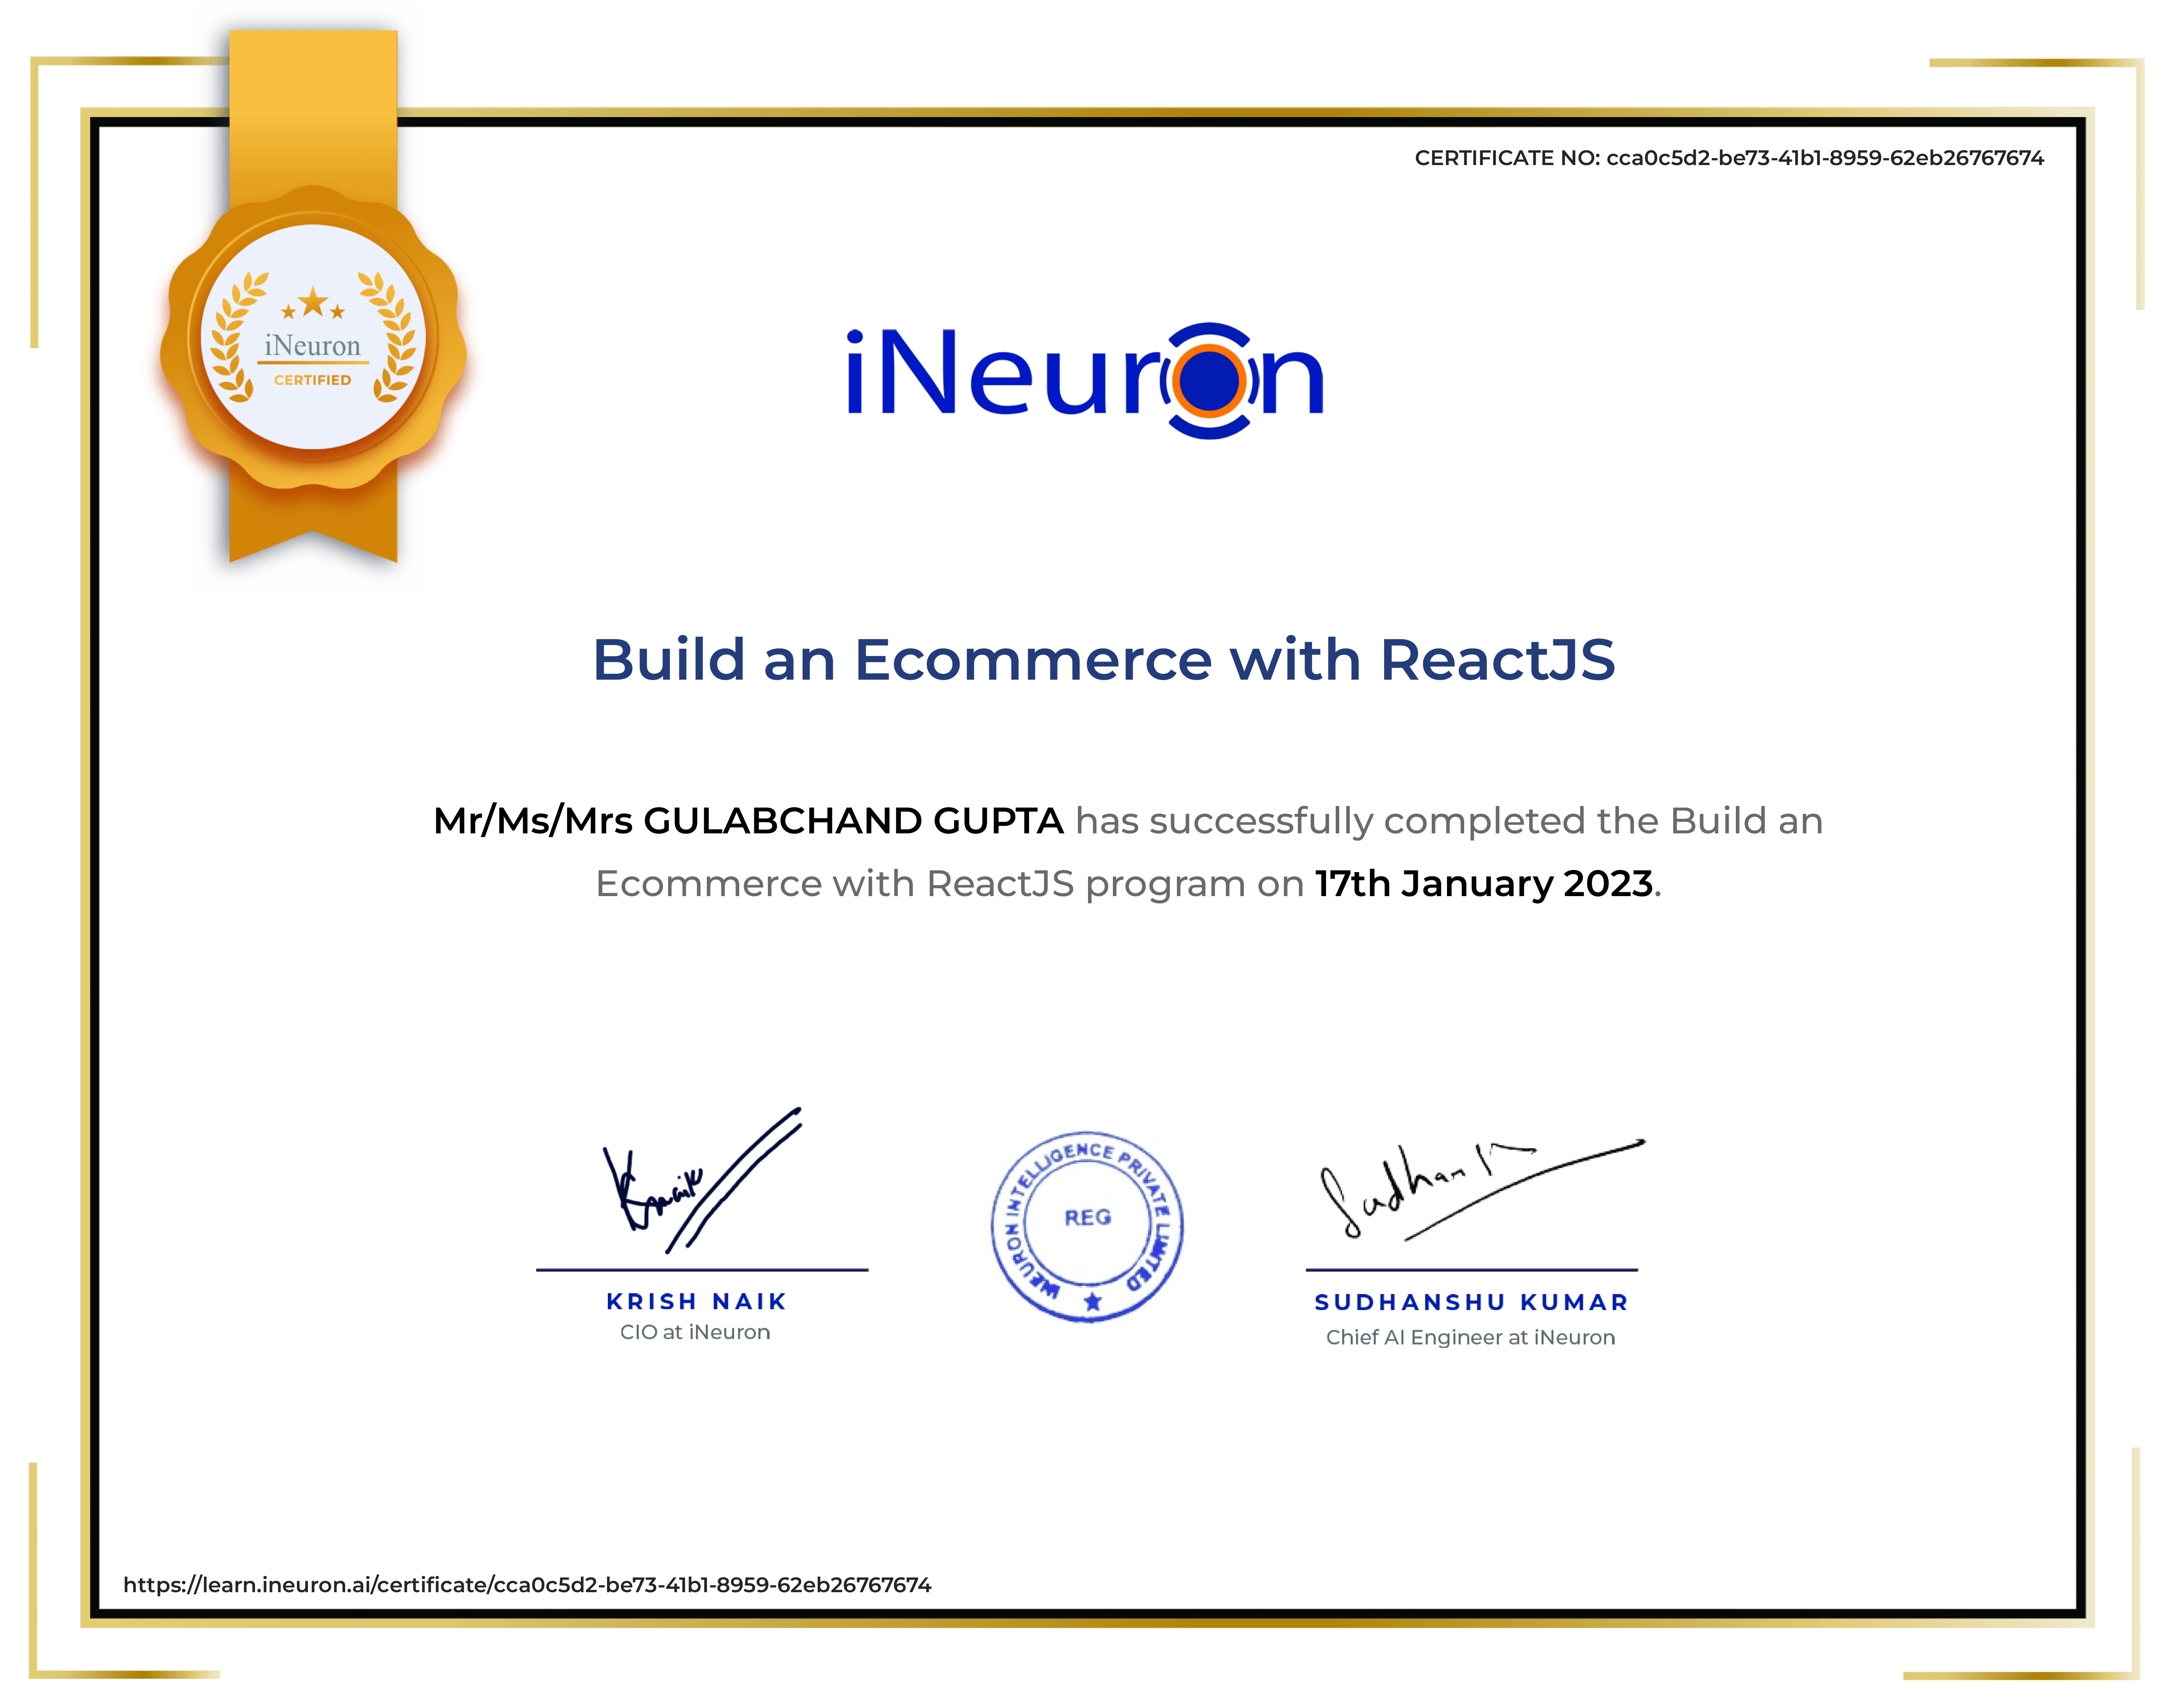 CERTIFICATE NO: cca0c5d2-be73-41b1-8959-62eb26767674
iNeuron
CERTIFIED
iNeuron
Build an Ecommerce with ReactJS
Mr/Ms/Mrs GULABCHAND GUPTA has successfully completed the Build an
Ecommerce with ReactJS program on 17th January 2023.
Knaik
Sudhan K
INEURON INTELLIGENCE PRIVATE LIMITED
REG
KRISH NAIK
CIO at iNeuron
SUDHANSHU KUMAR
Chief AI Engineer at iNeuron
https://learn.ineuron.ai/certificate/cca0c5d2-be73-41b1-8959-62eb26767674